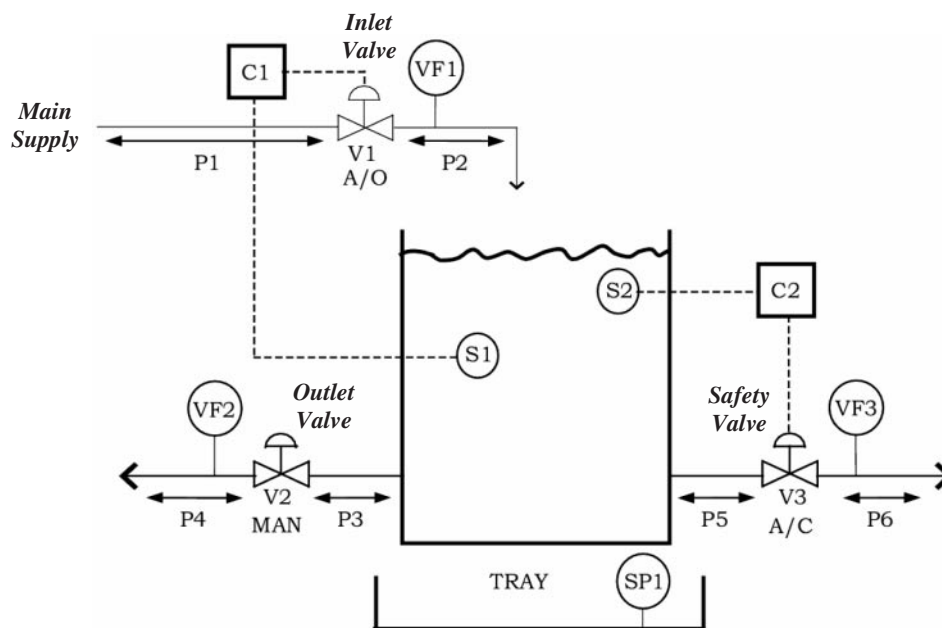 Inlet
Valve
C1
VF1
Main
Supply
P1
V1
A/O
P2
S2
C2
S1
Outlet
Valve
Safety
Valve
VF2
VF3
V2
MAN
P4
P3
P5
V3
A/C
P6
TRAY
SP1